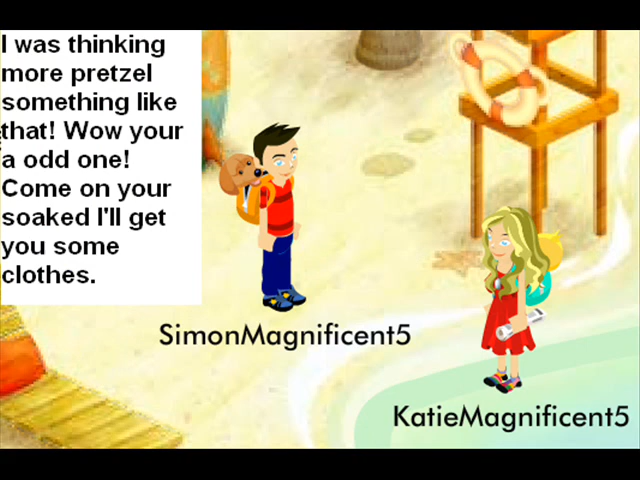 I was thinking
more pretzel
something like
that! Wow your
a odd one!
Come on your
soaked I'll get
you some
clothes.
SimonMagnificent5
KatieMagnificent5